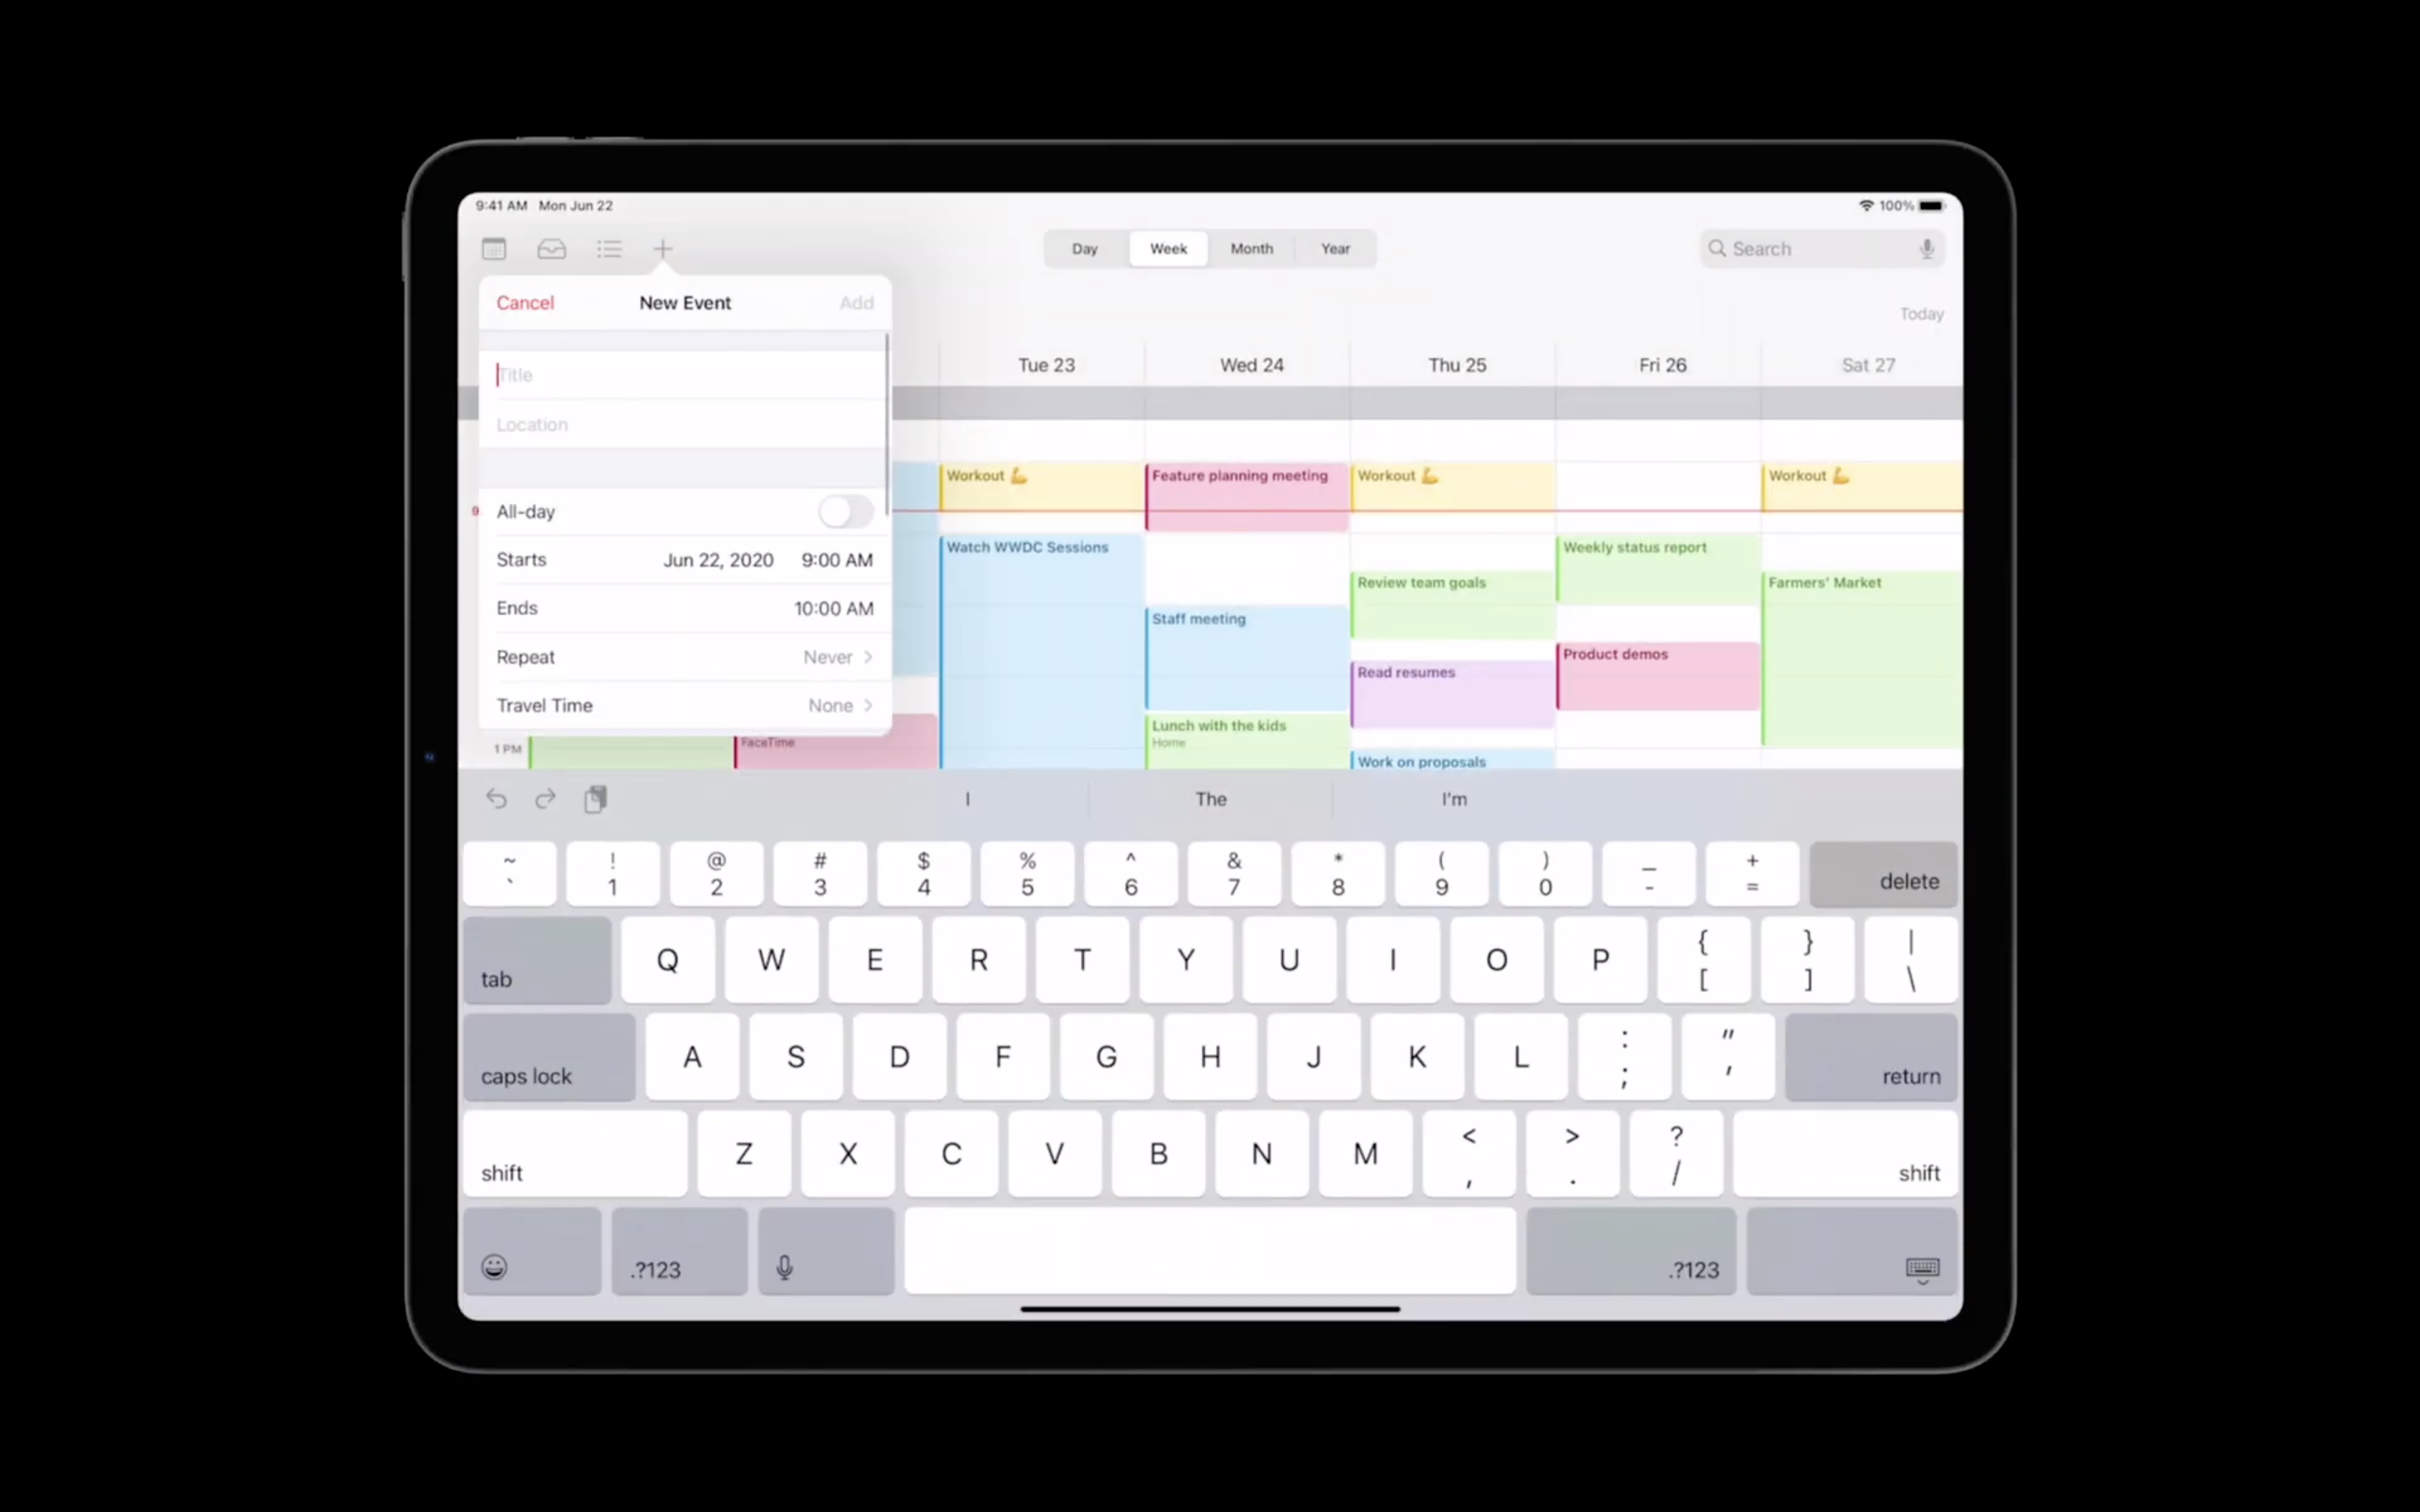 9:41 AM Mon Jun 22
100%
Day Week Month Year
Search
Cancel New Event Add
Today
Title
Location
All-day
Starts Jun 22, 2020 9:00 AM
Ends 10:00 AM
Repeat Never
Travel Time None
Tue 23 Wed 24 Thu 25 Fri 26 Sat 27
9
Workout 💪
Watch WWDC Sessions
Feature planning meeting
Staff meeting
Lunch with the kids
Home
Workout 💪
Review team goals
Read resumes
Work on proposals
Weekly status report
Product demos
Workout 💪
Farmers' Market
1 PM
FaceTime
I The I'm
~ ! @ # $ % ^ & * ( ) _ +
` 1 2 3 4 5 6 7 8 9 0 - = delete
tab Q W E R T Y U I O P { [ } ] | \
caps lock A S D F G H J K L : ; " ' return
shift Z X C V B N M < , > . ? / shift
.?123 .?123